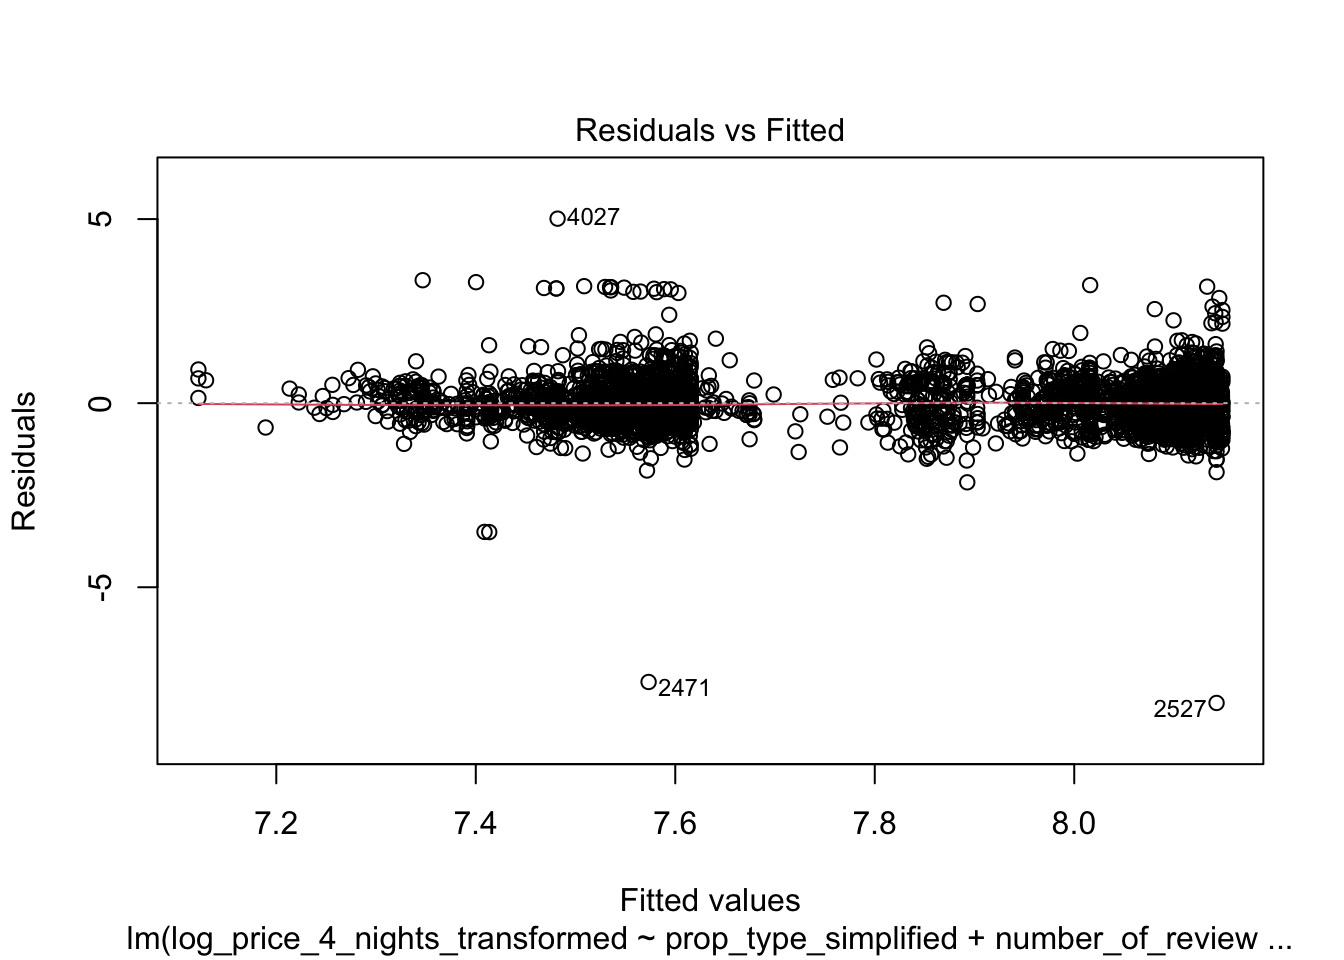 Residuals vs Fitted
Residuals
5
0
-5
4027
2471
2527
7.2 7.4 7.6 7.8 8.0
Fitted values
lm(log_price_4_nights_transformed ~ prop_type_simplified + number_of_review ...